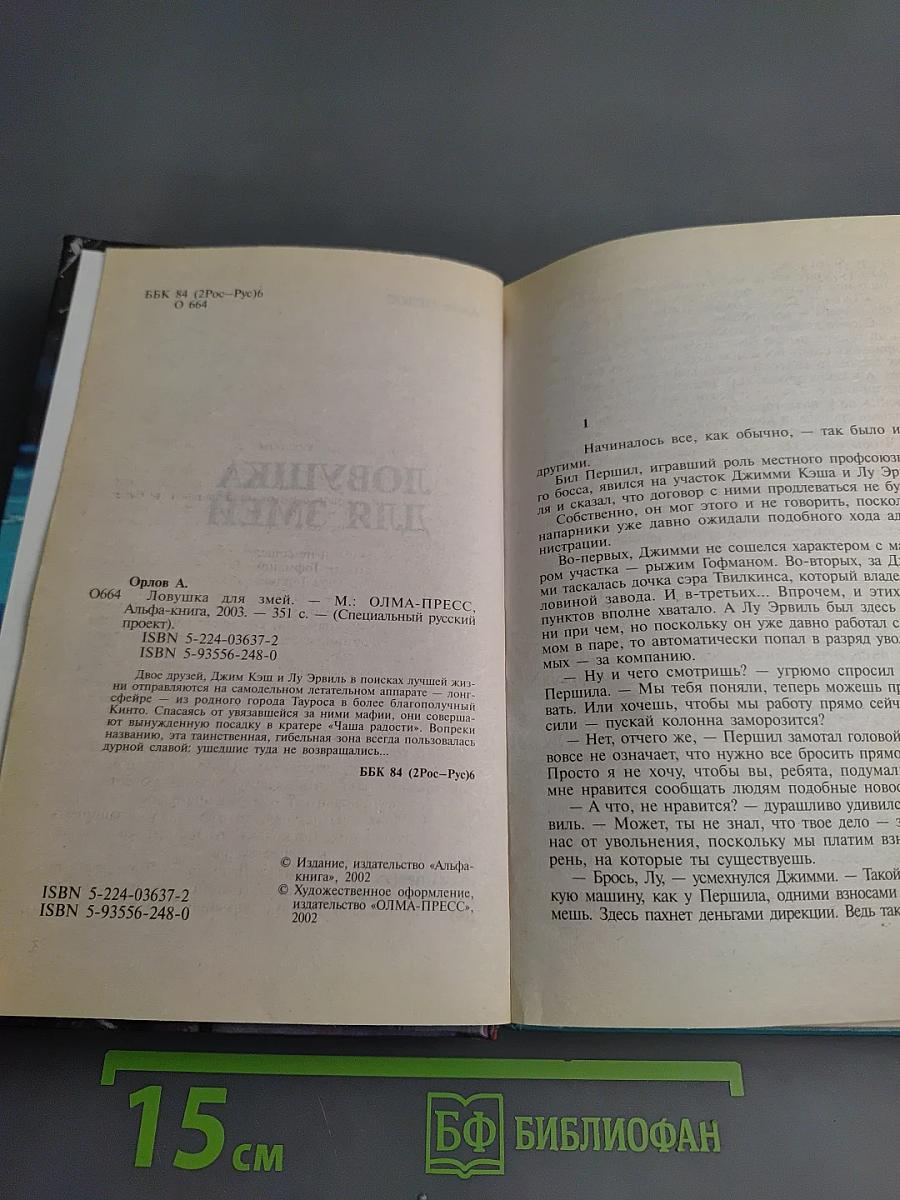 ББК 84 (2Рос—Рус)6
О 664
ЛОВУШКА
ДЛЯ ЗМЕЙ
Орлов А.
О664 Ловушка для змей. — М.: ОЛМА-ПРЕСС,
Альфа-книга, 2003. — 351 с. — (Специальный русский
проект).
ISBN 5-224-03637-2
ISBN 5-93556-248-0
Двое друзей, Джим Кэш и Лу Эрвиль в поисках лучшей жиз-
ни отправляются на самодельном летательном аппарате — лонг-
сфейре — из родного города Тауроса в более благополучный
Кинто. Спасаясь от увязавшейся за ними мафии, они соверша-
ют вынужденную посадку в кратере «Чаша радости». Вопреки
названию, эта таинственная, гибельная зона всегда пользовалась
дурной славой: ушедшие туда не возвращались...
ББК 84 (2Рос—Рус)6
© Издание, издательство «Альфа-
книга», 2002
© Художественное оформление,
издательство «ОЛМА-ПРЕСС»,
2002
ISBN 5-224-03637-2
ISBN 5-93556-248-0
1
Начиналось все, как обычно, — так было и
другими.
Бил Першил, игравший роль местного профсоюзн
го босса, явился на участок Джимми Кэша и Лу Эр
ля и сказал, что договор с ними продлеваться не бу
Собственно, он мог этого и не говорить, поскол
напарники уже давно ожидали подобного хода ад
нистрации.
Во-первых, Джимми не сошелся характером с ма
ром участка — рыжим Гофманом. Во-вторых, за Д
ми таскалась дочка сэра Твилкинса, который владе
ловиной завода. И в-третьих... Впрочем, и этих
пунктов вполне хватало. А Лу Эрвиль был здесь
ни при чем, но поскольку он уже давно работал с
мом в паре, то автоматически попал в разряд увол
мых — за компанию.
— Ну и чего смотришь? — угрюмо спросил
Першила. — Мы тебя поняли, теперь можешь пр
вать. Или хочешь, чтобы мы работу прямо сейч
сили — пускай колонна заморозится?
— Нет, отчего же, — Першил замотал головой
вовсе не означает, что нужно все бросить прямо
Просто я не хочу, чтобы вы, ребята, подумал
мне нравится сообщать людям подобные новос
— А что, не нравится? — дурашливо удивилс
виль. — Может, ты не знал, что твое дело — з
нас от увольнения, поскольку мы платим взн
рень, на которые ты существуешь.
— Брось, Лу, — усмехнулся Джимми. — Такой
кую машину, как у Першила, одними взносами
мешь. Здесь пахнет деньгами дирекции. Ведь так
15 см
БФ БИБЛИОФАН